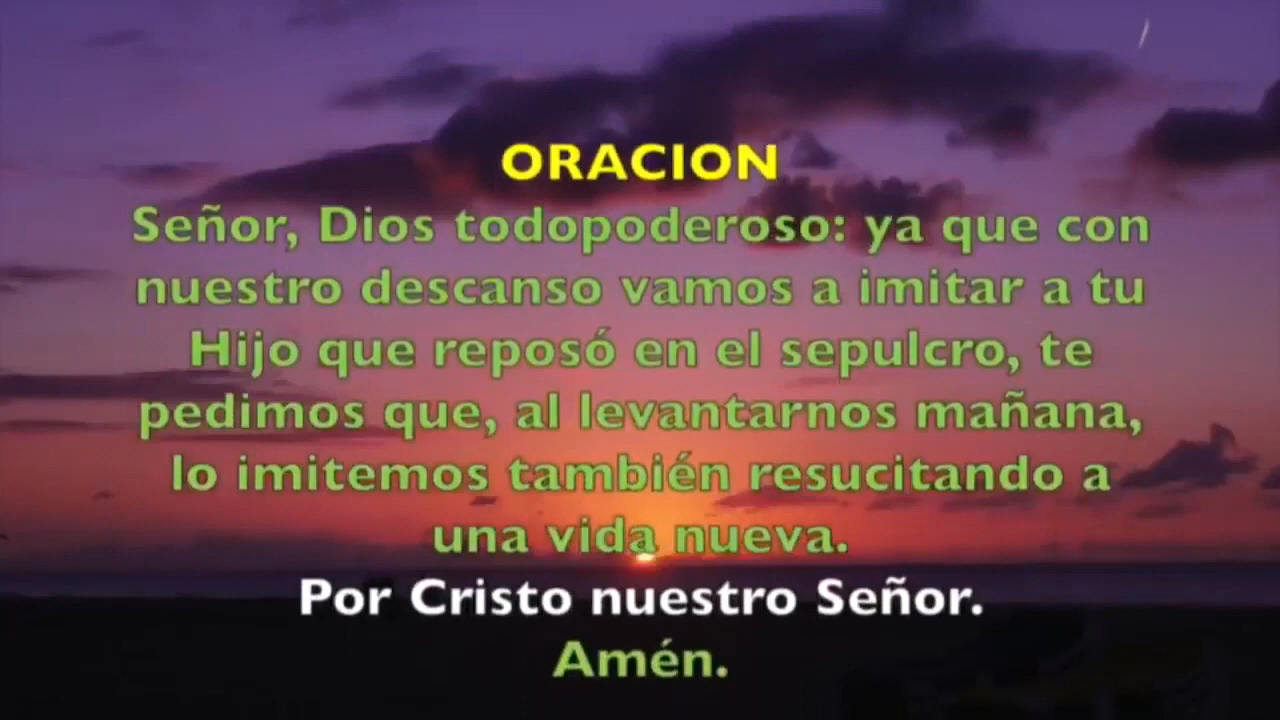 ORACION
Señor, Dios todopoderoso: ya que con
nuestro descanso vamos a imitar a tu
Hijo que reposó en el sepulcro, te
pedimos que, al levantarnos mañana,
lo imitemos también resucitando a
una vida nueva.
Por Cristo nuestro Señor.
Amén.